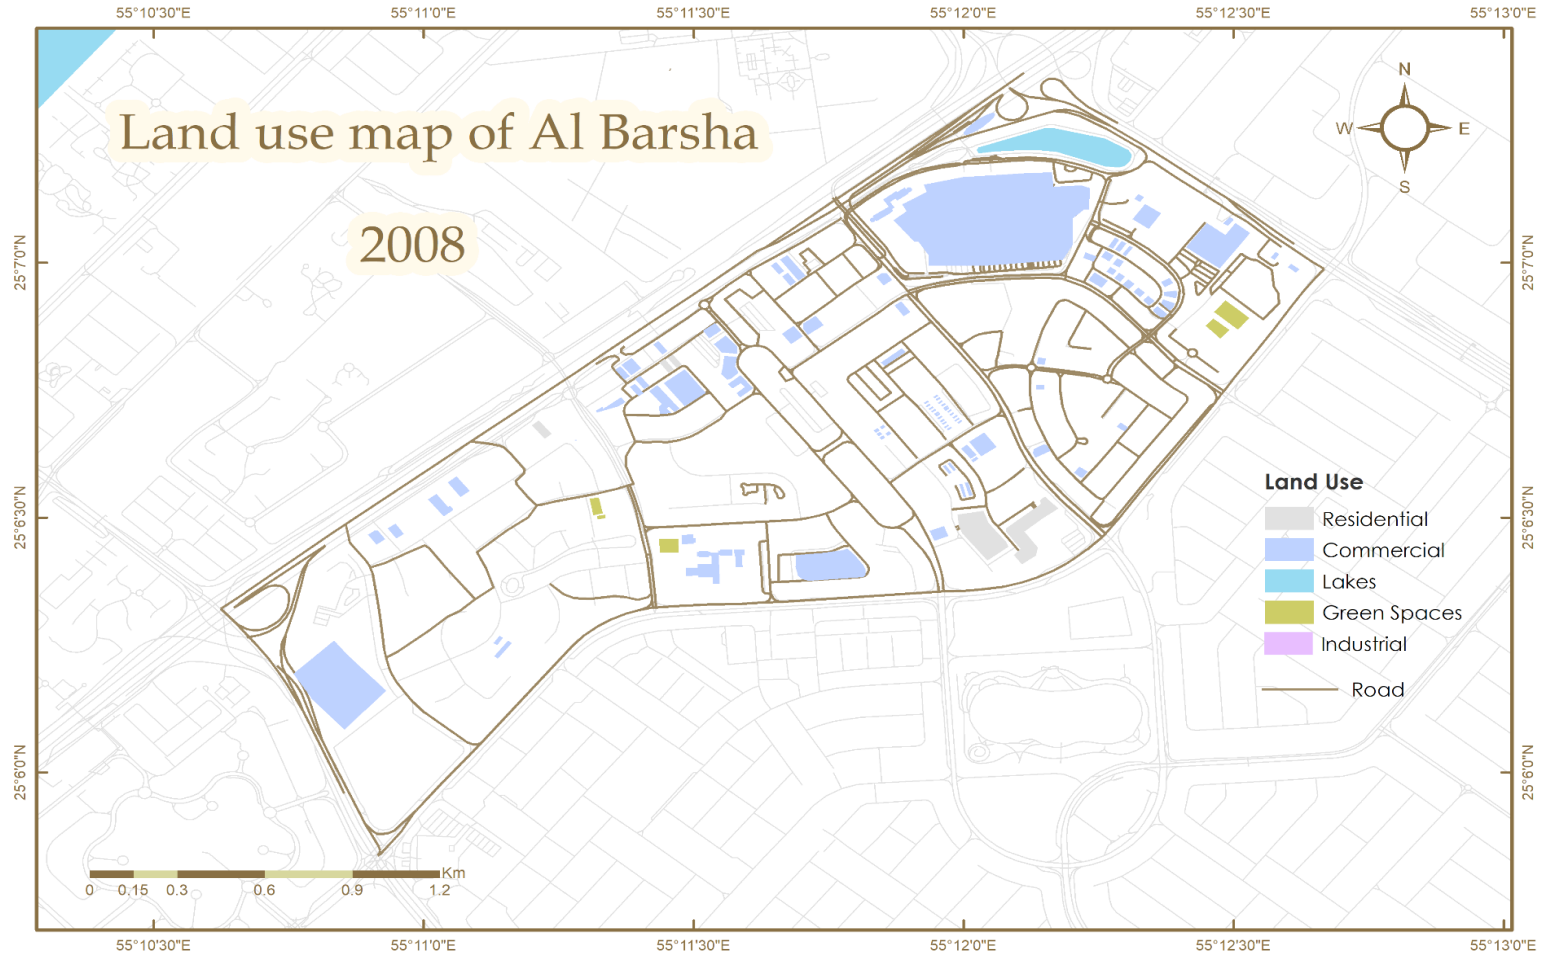 55°10'30"E 55°11'0"E 55°11'30"E 55°12'0"E 55°12'30"E 55°13'0"E
Land use map of Al Barsha
2008
N
W E
S
25°7'0"N 25°7'0"N
25°6'30"N 25°6'30"N
25°6'0"N 25°6'0"N
Land Use
Residential
Commercial
Lakes
Green Spaces
Industrial
Road
Km
0 0.15 0.3 0.6 0.9 1.2
55°10'30"E 55°11'0"E 55°11'30"E 55°12'0"E 55°12'30"E 55°13'0"E